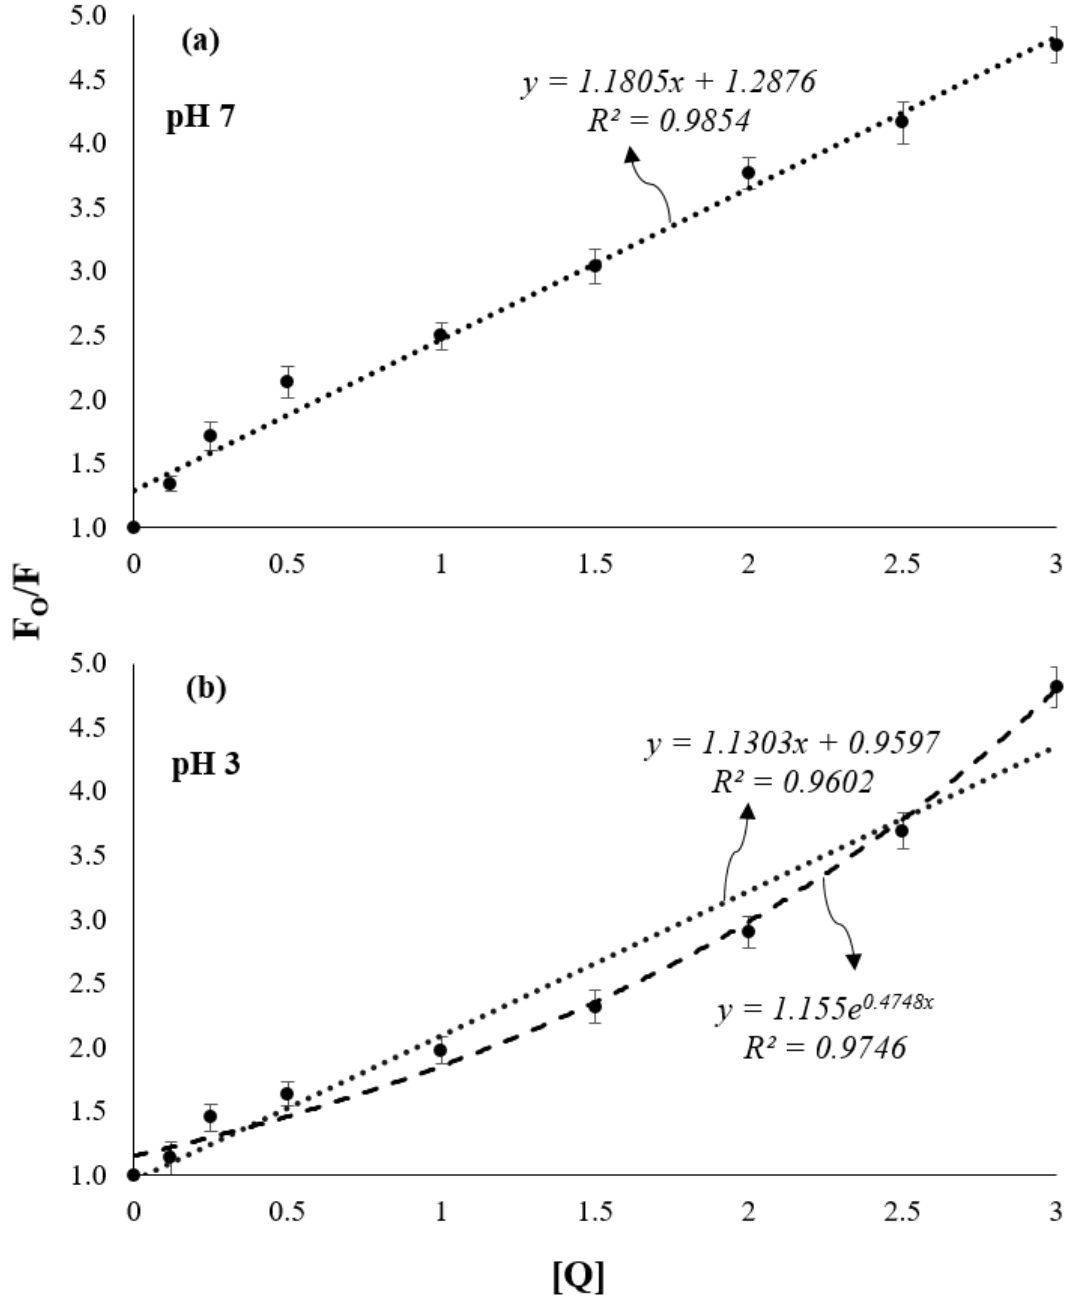 (a)
pH 7
y = 1.1805x + 1.2876
R² = 0.9854
5.0
4.5
4.0
3.5
3.0
2.5
2.0
1.5
1.0
0 0.5 1 1.5 2 2.5 3
F_O/F
(b)
pH 3
y = 1.1303x + 0.9597
R² = 0.9602
y = 1.155e^0.4748x
R² = 0.9746
5.0
4.5
4.0
3.5
3.0
2.5
2.0
1.5
1.0
0 0.5 1 1.5 2 2.5 3
[Q]